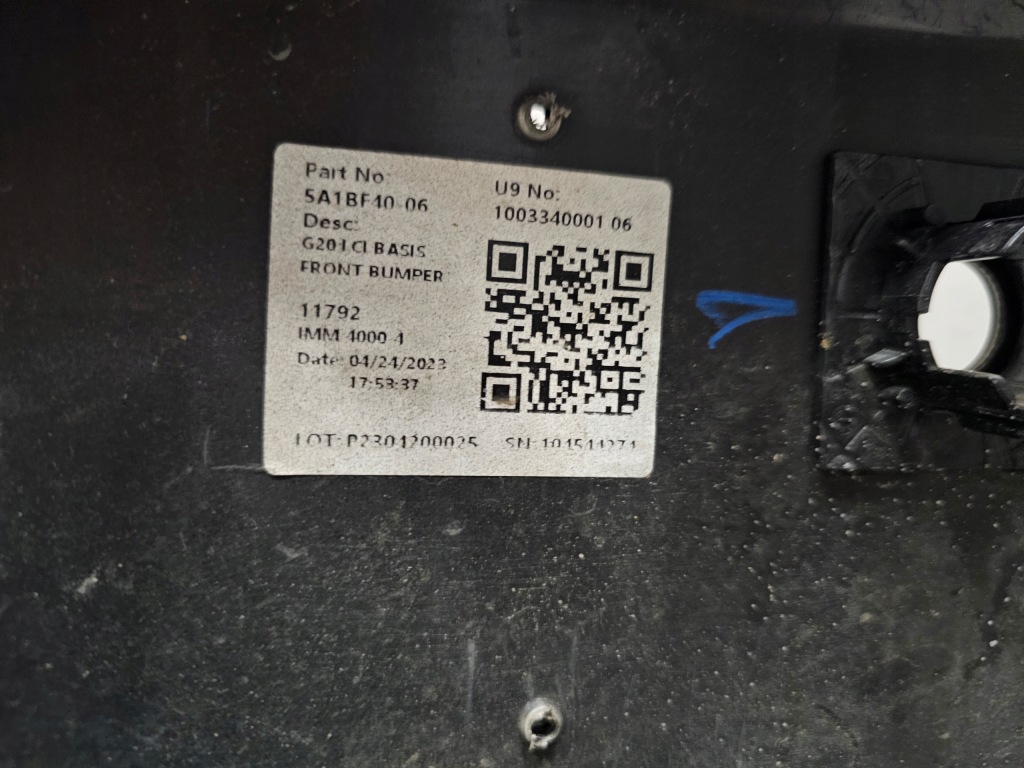 Part No
5A1BF40-06
Desc:
G20 LCI BASIS
FRONT BUMPER
11792
IMM 4000-4
Date: 04/24/2023
17:53:37
U9 No:
1003340001 06
LOT: P2304200025 SN: 104544274